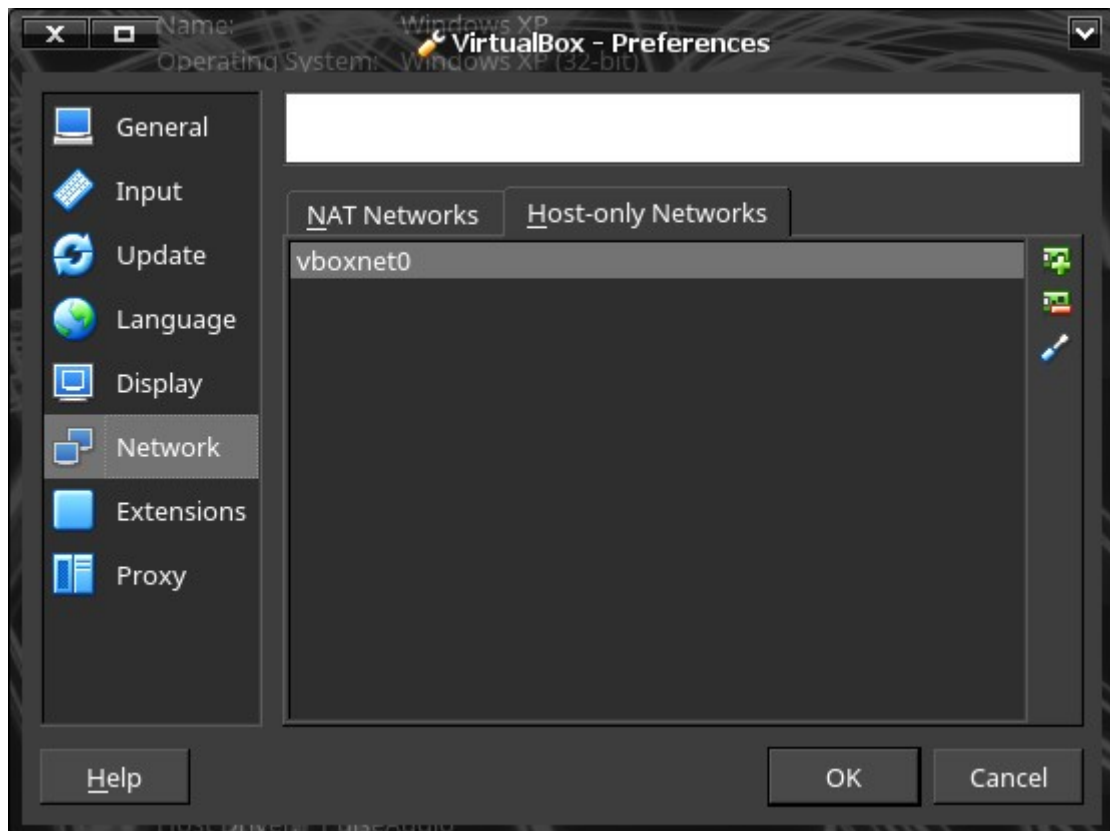 Name: Windows XP
VirtualBox - Preferences
Operating System: Windows XP (32-bit)
General
Input
Update
Language
Display
Network
Extensions
Proxy
NAT Networks
Host-only Networks
vboxnet0
Help
OK
Cancel